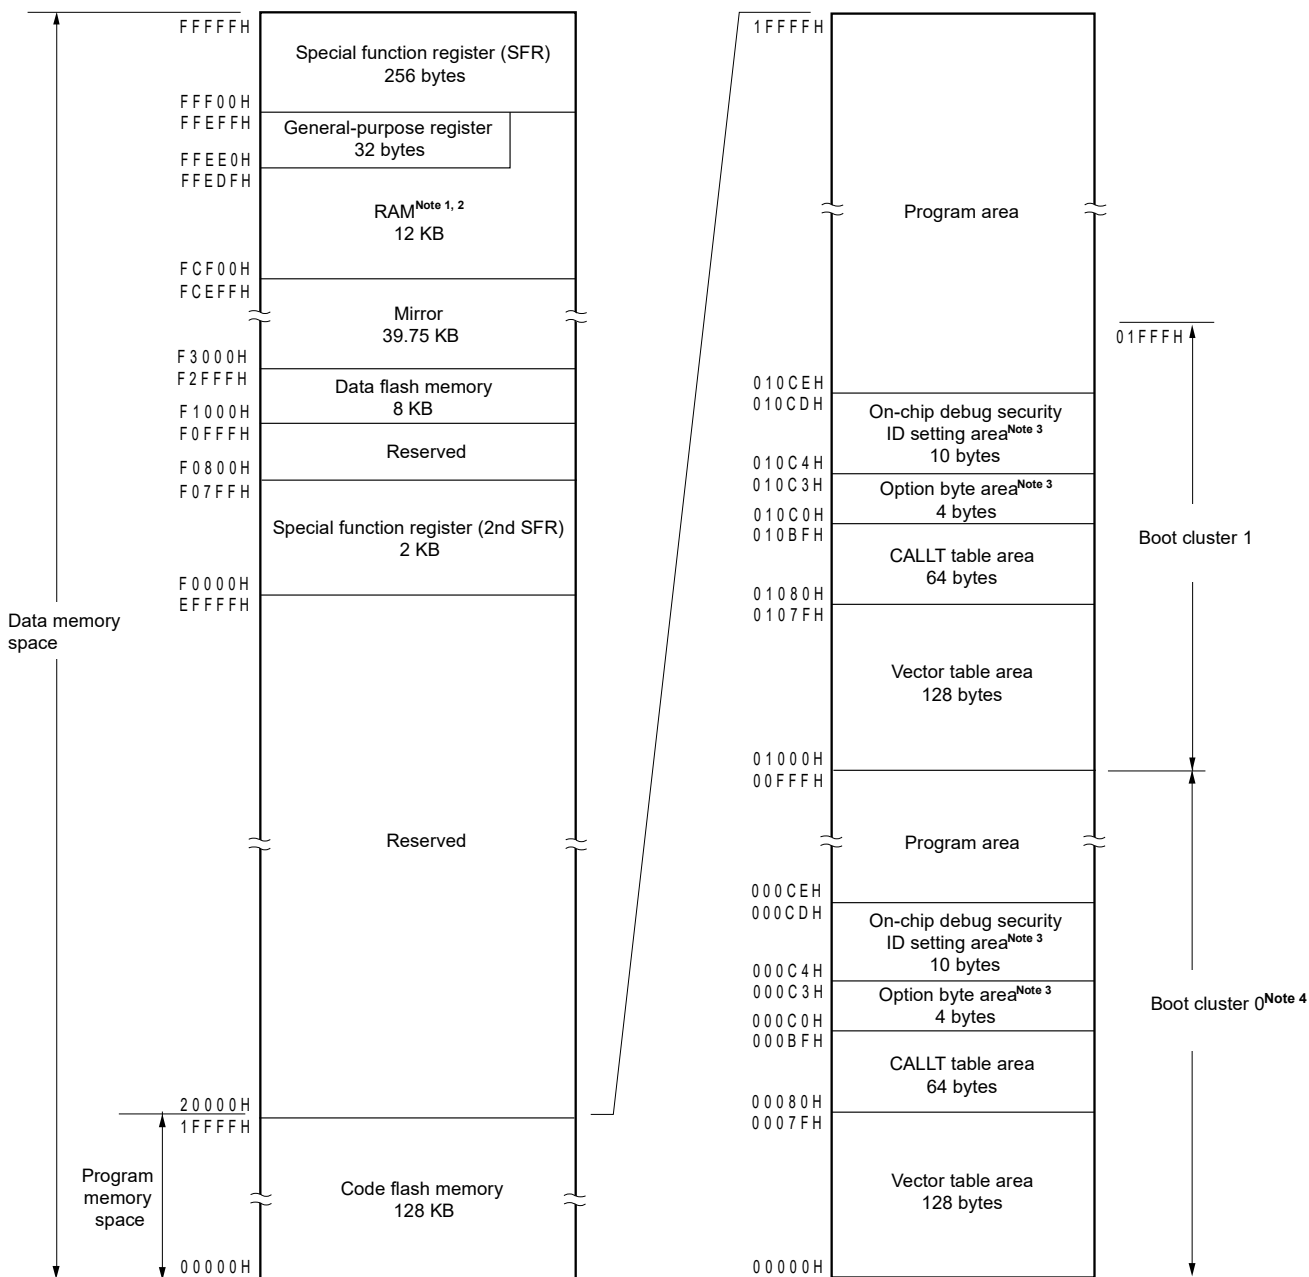 FFFFFH
Special function register (SFR)
256 bytes
FFF00H
FFEFFH
General-purpose register
32 bytes
FFEE0H
FFEDFH
RAMNote 1, 2
12 KB
FCF00H
FCEFFH
Mirror
39.75 KB
F3000H
F2FFFH
Data flash memory
8 KB
F1000H
F0FFFH
Reserved
F0800H
F07FFH
Special function register (2nd SFR)
2 KB
F0000H
EFFFFH
Data memory
space
Reserved
20000H
1FFFFH
Program
memory
space
Code flash memory
128 KB
00000H
1FFFFH
Program area
01FFFH
010CEH
010CDH
On-chip debug security
ID setting areaNote 3
10 bytes
010C4H
010C3H
Option byte areaNote 3
4 bytes
010C0H
010BFH
Boot cluster 1
CALLT table area
64 bytes
01080H
0107FH
Vector table area
128 bytes
01000H
00FFFH
Program area
000CEH
000CDH
On-chip debug security
ID setting areaNote 3
10 bytes
000C4H
000C3H
Option byte areaNote 3
4 bytes
Boot cluster 0Note 4
000C0H
000BFH
CALLT table area
64 bytes
00080H
0007FH
Vector table area
128 bytes
00000H